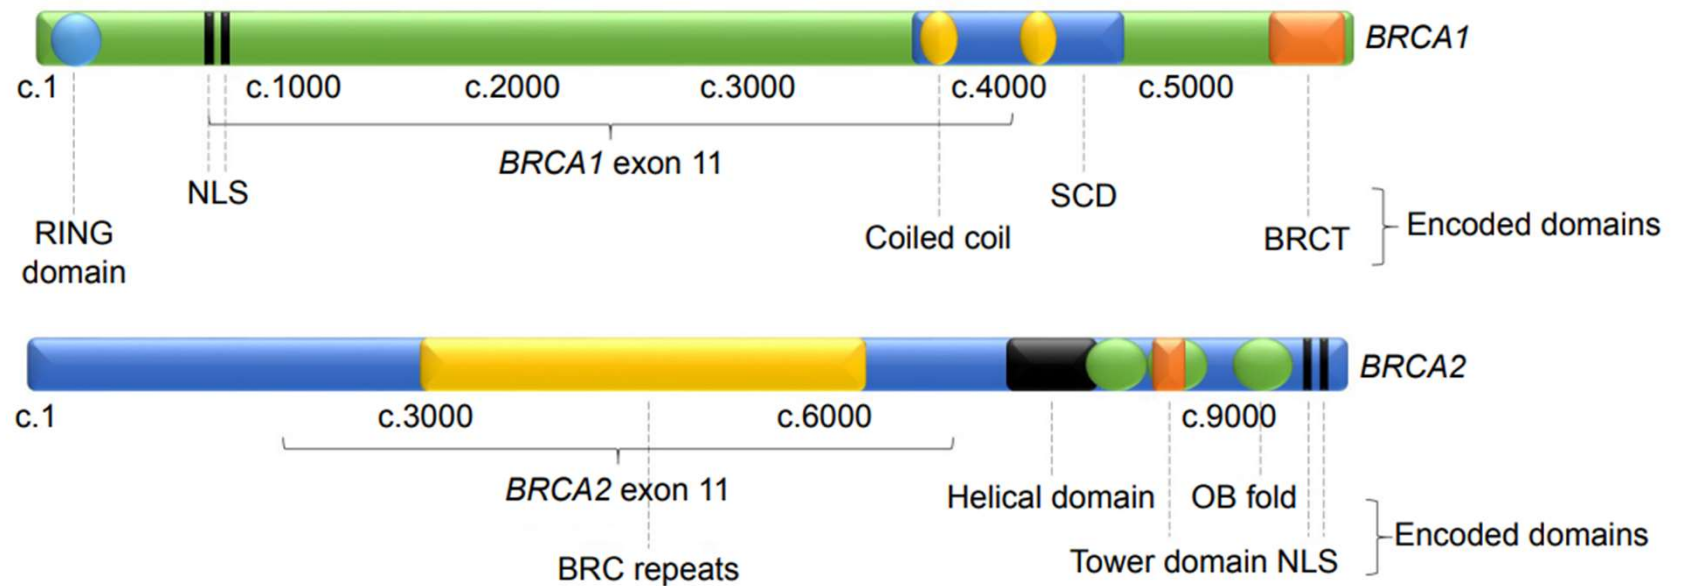 BRCA1
c.1 c.1000 c.2000 c.3000 c.4000 c.5000
BRCA1 exon 11
NLS
SCD
RING
domain
Coiled coil
BRCT
Encoded domains
BRCA2
c.1 c.3000 c.6000 c.9000
BRCA2 exon 11
Helical domain
OB fold
Encoded domains
Tower domain
NLS
BRC repeats